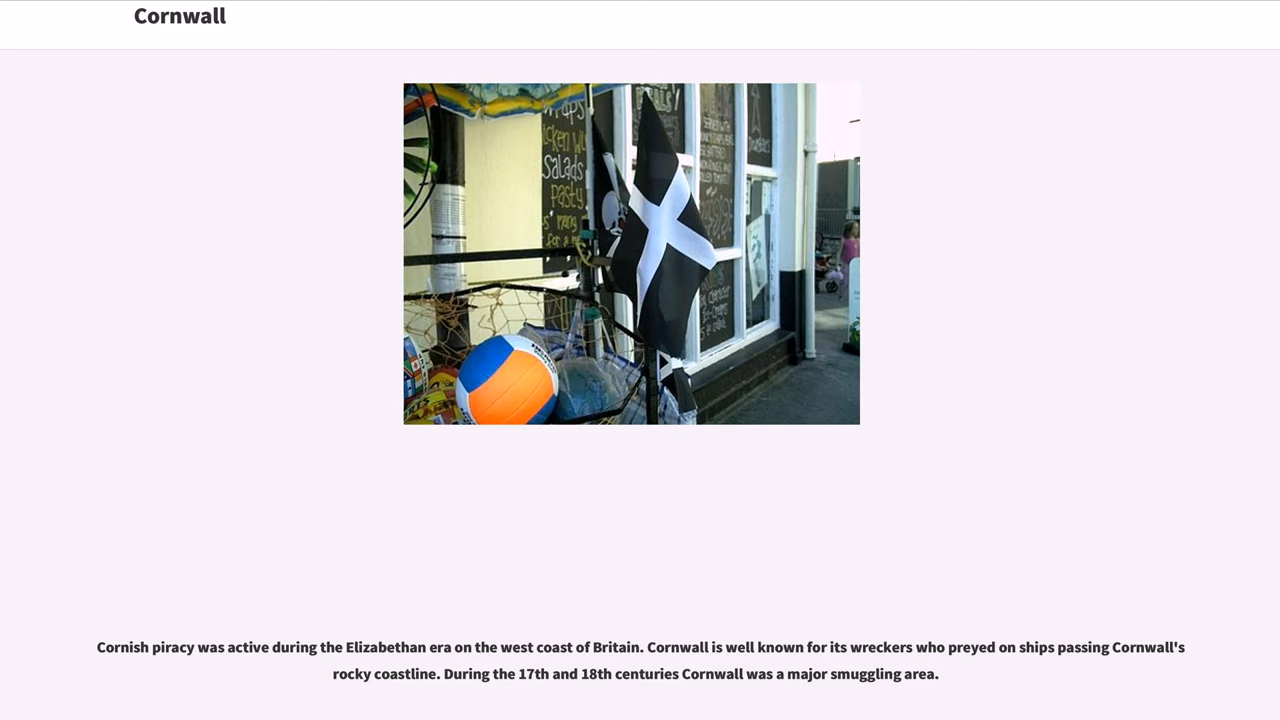 Cornwall
Salads
Pasty
Cornish piracy was active during the Elizabethan era on the west coast of Britain. Cornwall is well known for its wreckers who preyed on ships passing Cornwall's
rocky coastline. During the 17th and 18th centuries Cornwall was a major smuggling area.